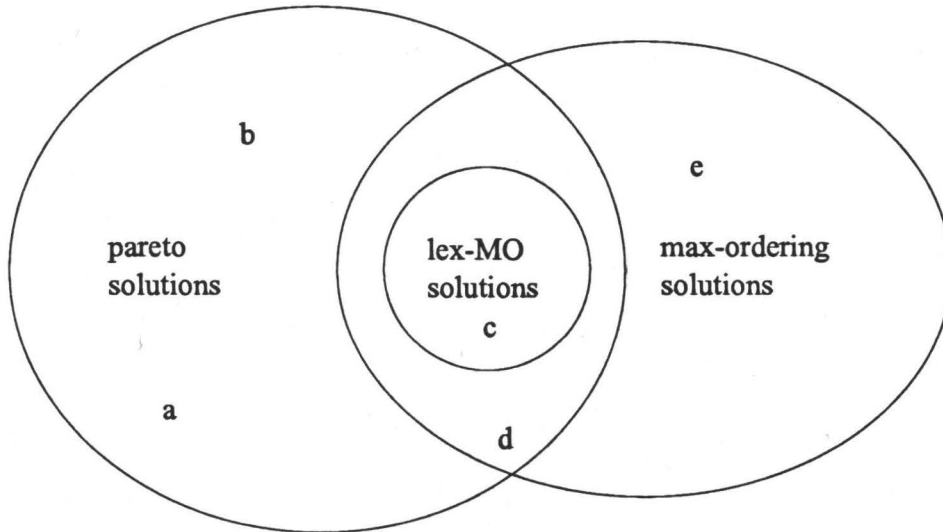 b
e
pareto
solutions
lex-MO
solutions
max-ordering
solutions
c
a
d